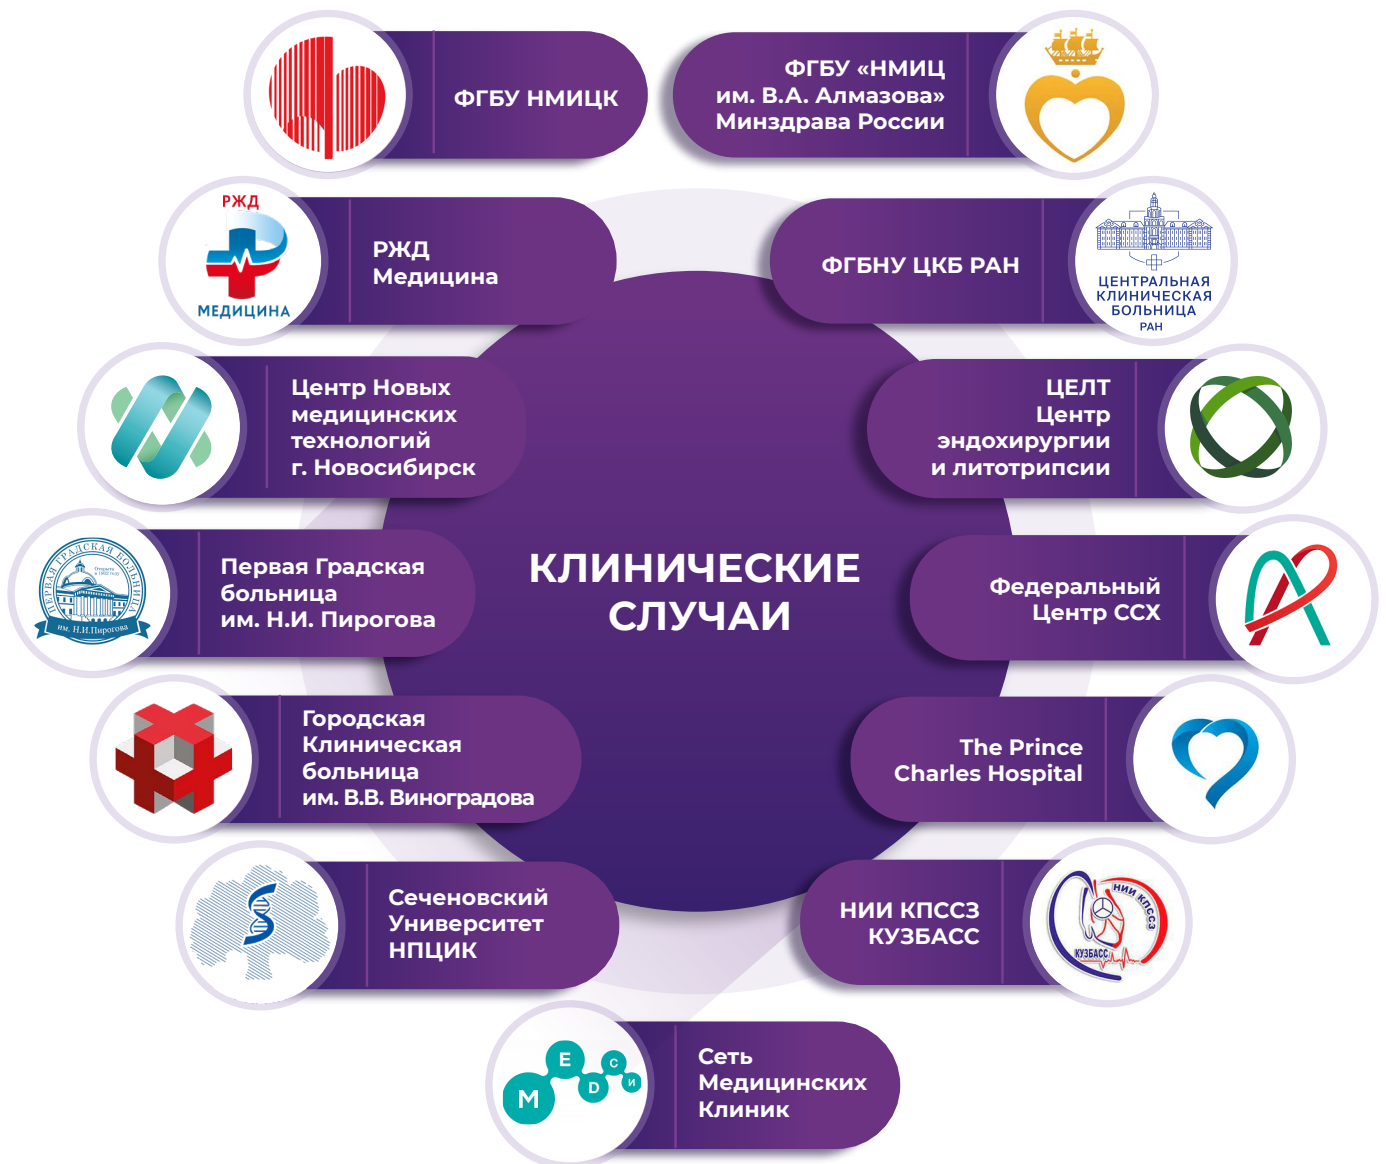 ФГБУ НМИЦК
ФГБУ «НМИЦ
им. В.А. Алмазова»
Минздрава России
РЖД
МЕДИЦИНА
РЖД
Медицина
ФГБНУ ЦКБ РАН
ЦЕНТРАЛЬНАЯ
КЛИНИЧЕСКАЯ
БОЛЬНИЦА
РАН
Центр Новых
медицинских
технологий
г. Новосибирск
ЦЕЛТ
Центр
эндохирургии
и литотрипсии
ПЕРВАЯ ГРАДСКАЯ БОЛЬНИЦА
Открыта
в 1802 году
им. Н.И.Пирогова
Первая Градская
больница
им. Н.И. Пирогова
КЛИНИЧЕСКИЕ
СЛУЧАИ
Федеральный
Центр ССХ
Городская
Клиническая
больница
им. В.В. Виноградова
The Prince
Charles Hospital
Сеченовский
Университет
НПЦИК
НИИ КПССЗ
КУЗБАСС
НИИ КПССЗ
КУЗБАСС
М Е D С И
Сеть
Медицинских
Клиник